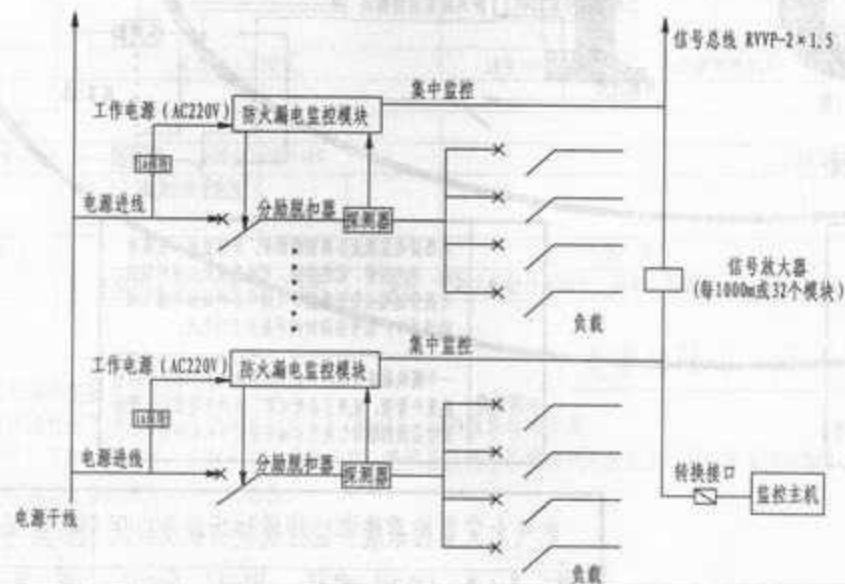 信号总线 RVVP-2×1.5
集中监控
工作电源(AC220V)
防火漏电监控模块
电源进线
分励脱扣器
探测器
信号放大器
(每1000m或32个模块)
负载
集中监控
工作电源(AC220V)
防火漏电监控模块
电源进线
分励脱扣器
探测器
转换接口
监控主机
电源干线
负载